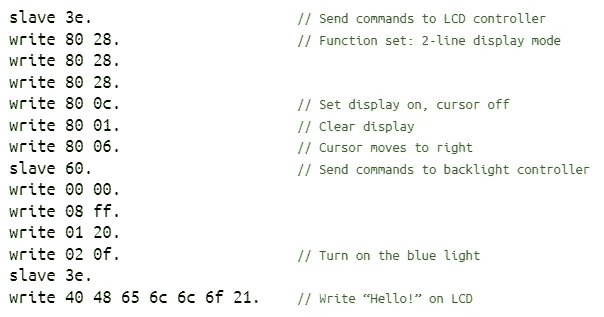 slave 3e. // Send commands to LCD controller
write 80 28. // Function set: 2-line display mode
write 80 28.
write 80 28.
write 80 0c. // Set display on, cursor off
write 80 01. // Clear display
write 80 06. // Cursor moves to right
slave 60. // Send commands to backlight controller
write 00 00.
write 08 ff.
write 01 20.
write 02 0f. // Turn on the blue light
slave 3e.
write 40 48 65 6c 6c 6f 21. // Write “Hello!” on LCD